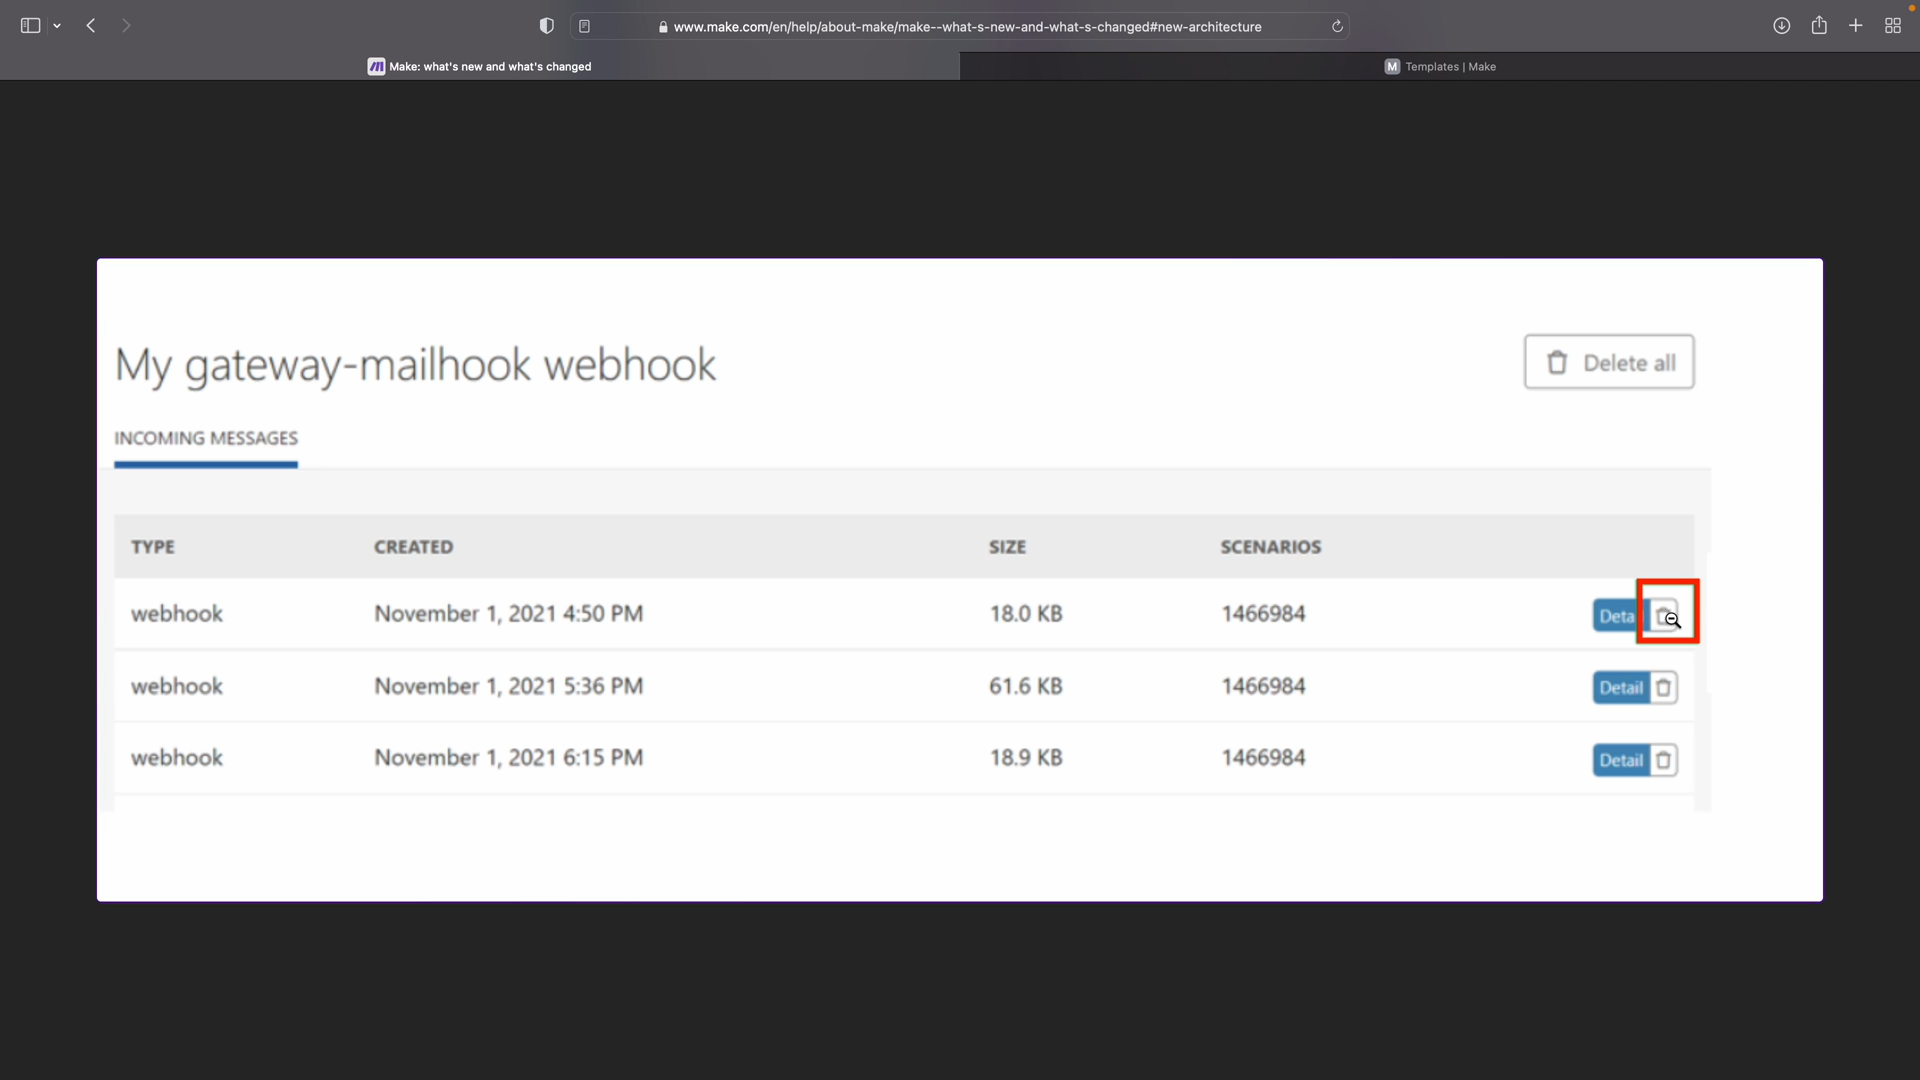 www.make.com/en/help/about-make/make--what-s-new-and-what-s-changed#new-architecture
Make: what's new and what's changed
M Templates | Make
My gateway-mailhook webhook
Delete all
INCOMING MESSAGES
TYPE CREATED SIZE SCENARIOS
webhook November 1, 2021 4:50 PM 18.0 KB 1466984 Deta
webhook November 1, 2021 5:36 PM 61.6 KB 1466984 Detail
webhook November 1, 2021 6:15 PM 18.9 KB 1466984 Detail